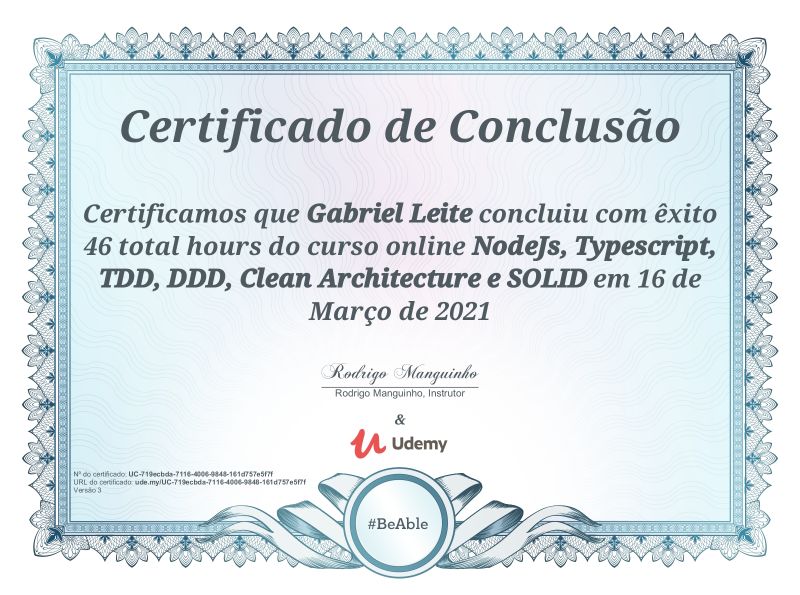 Certificado de Conclusão
Certificamos que Gabriel Leite concluiu com êxito
46 total hours do curso online NodeJs, Typescript,
TDD, DDD, Clean Architecture e SOLID em 16 de
Março de 2021
Rodrigo Manguinho
Rodrigo Manguinho, Instrutor
&
Udemy
Nº do certificado: UC-719ecbda-7116-4006-9848-161d757e5f7f
URL do certificado: ude.my/UC-719ecbda-7116-4006-9848-161d757e5f7f
Versão 3
#BeAble